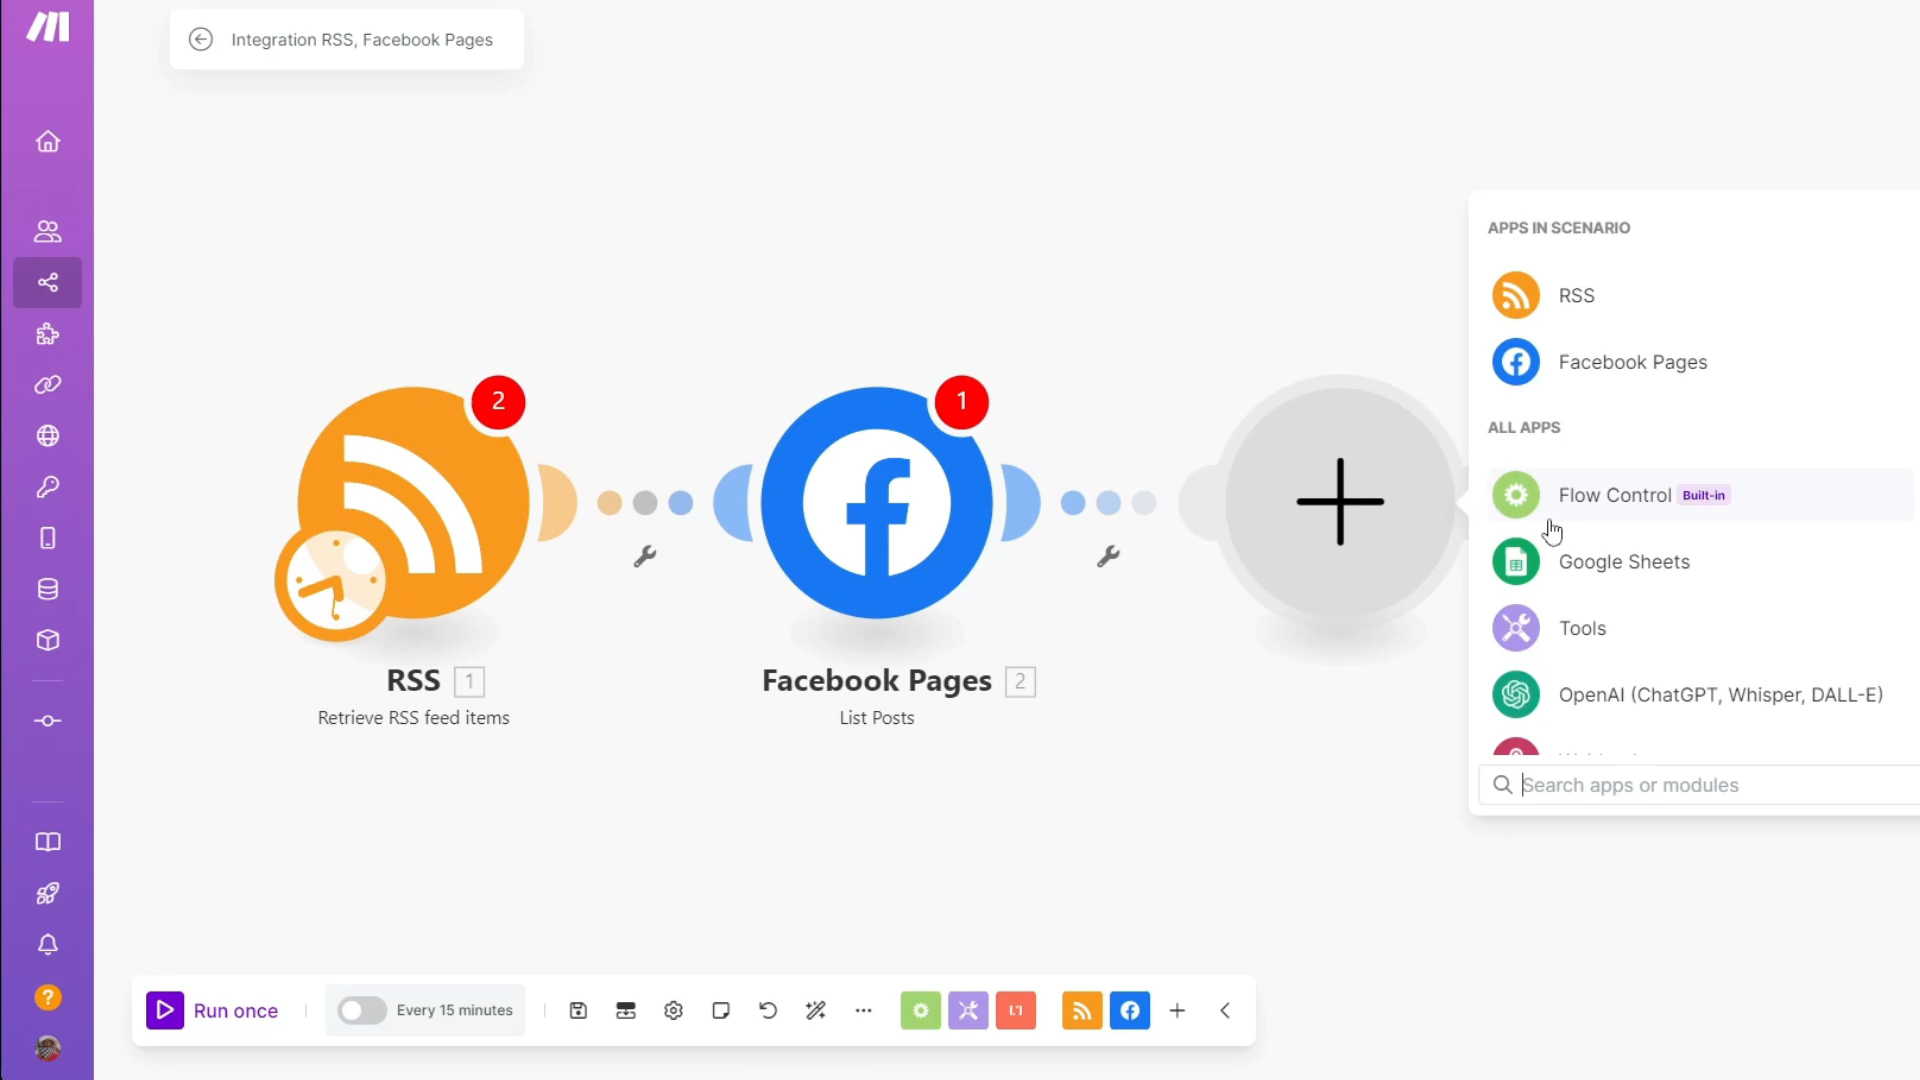 Integration RSS, Facebook Pages
APPS IN SCENARIO
RSS
Facebook Pages
ALL APPS
Flow Control Built-in
Google Sheets
Tools
OpenAI (ChatGPT, Whisper, DALL-E)
Search apps or modules
2
1
RSS 1
Retrieve RSS feed items
Facebook Pages 2
List Posts
Run once
Every 15 minutes
?